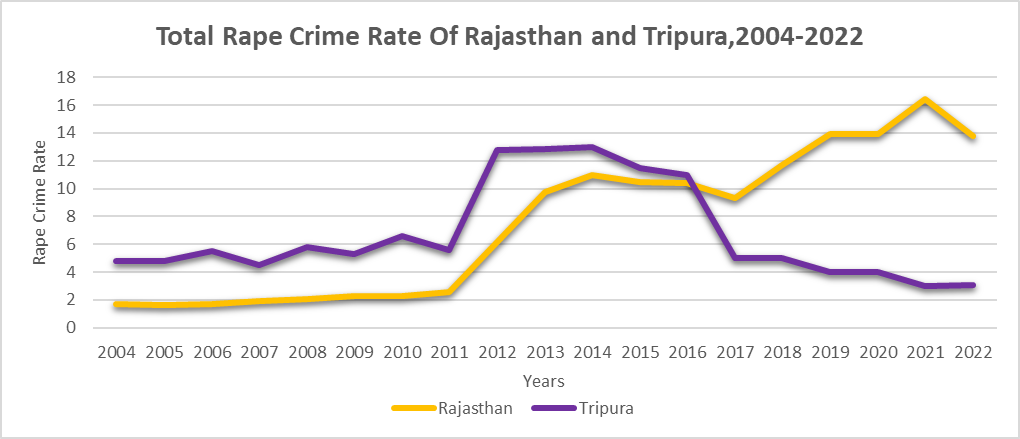 Total Rape Crime Rate Of Rajasthan and Tripura,2004-2022
18
16
14
12
10
8
6
4
2
0
Rape Crime Rate
2004 2005 2006 2007 2008 2009 2010 2011 2012 2013 2014 2015 2016 2017 2018 2019 2020 2021 2022
Years
Rajasthan Tripura